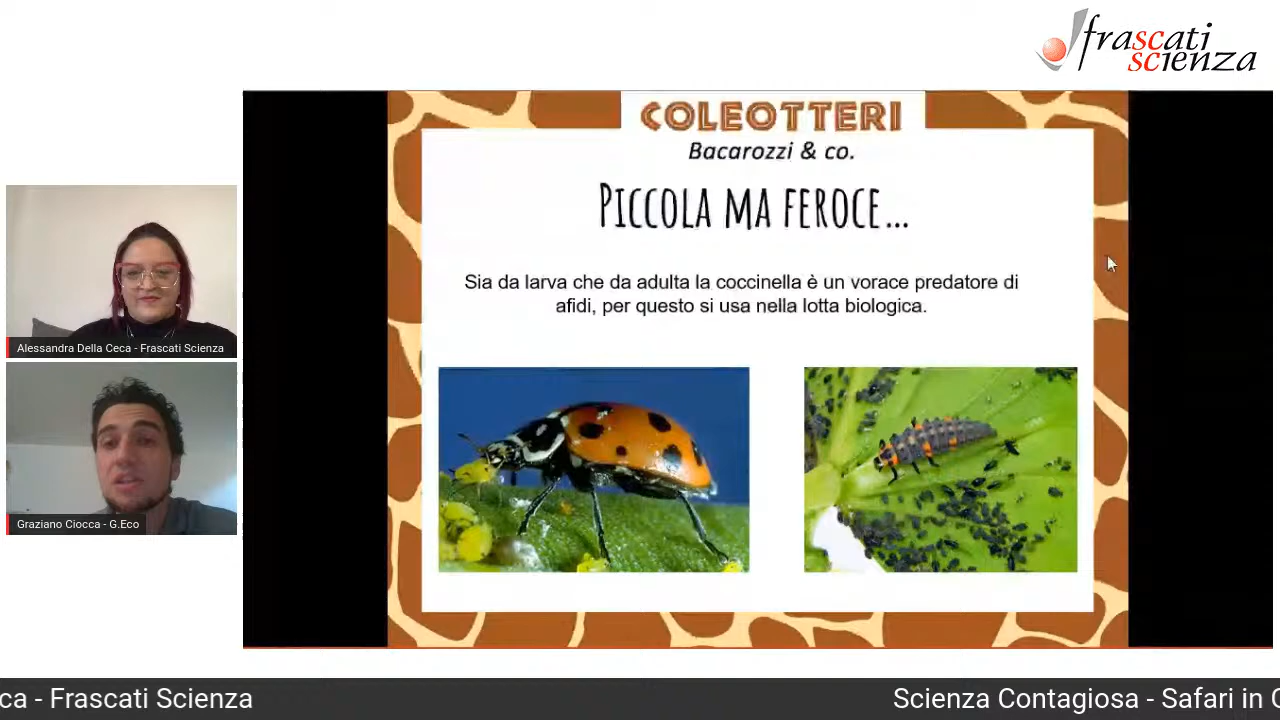 frascati
scienza
COLEOTTERI
Bacarozzi & co.
PICCOLA MA FEROCE...
Sia da larva che da adulta la coccinella è un vorace predatore di
afidi, per questo si usa nella lotta biologica.
Alessandra Della Ceca - Frascati Scienza
Graziano Ciocca - G.Eco
ca - Frascati Scienza
Scienza Contagiosa - Safari in